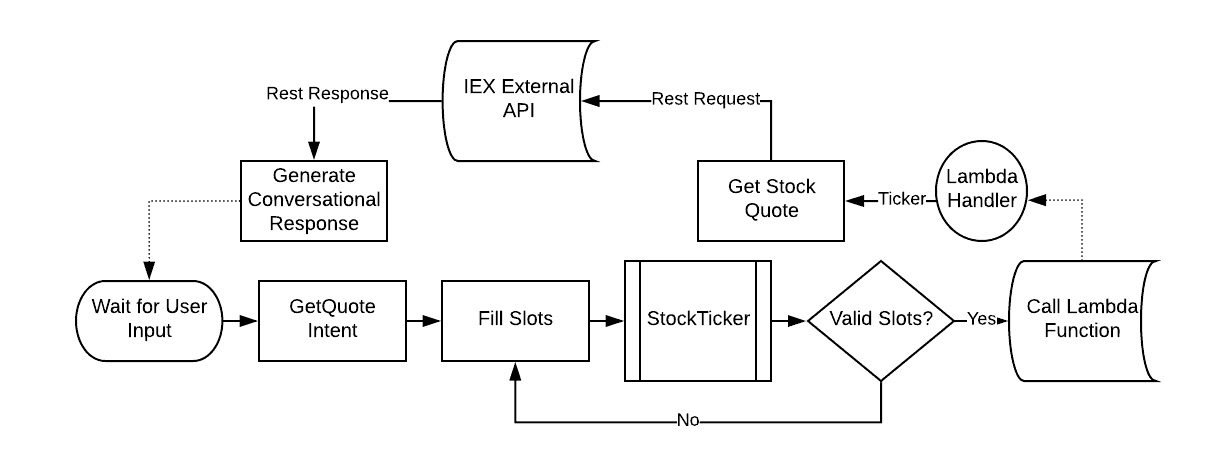 IEX External
API
Rest Response
Rest Request
Generate
Conversational
Response
Get Stock
Quote
Ticker
Lambda
Handler
Wait for User
Input
GetQuote
Intent
Fill Slots
StockTicker
Valid Slots?
Yes
Call Lambda
Function
No